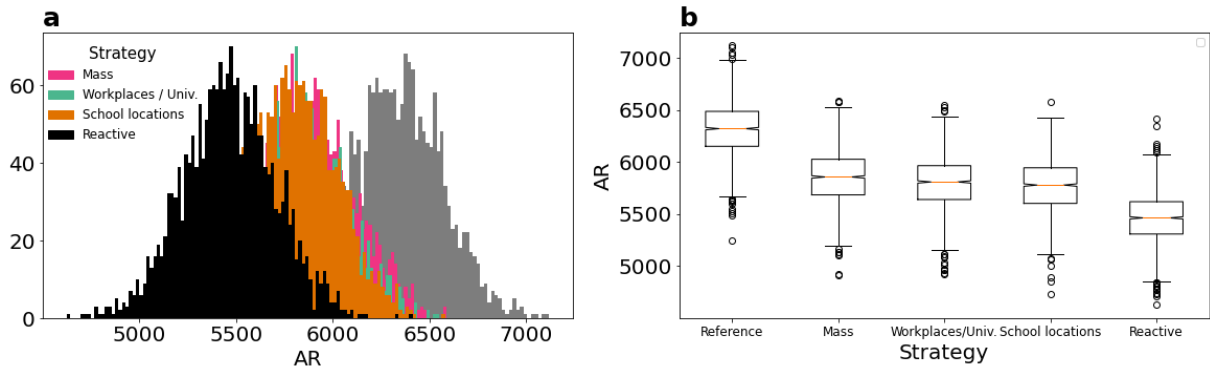 a
Strategy
Mass
Workplaces / Univ.
School locations
Reactive
60
40
20
0
5000 5500 6000 6500 7000
AR
b
7000
6500
6000
5500
5000
AR
Reference Mass Workplaces/Univ. School locations Reactive
Strategy